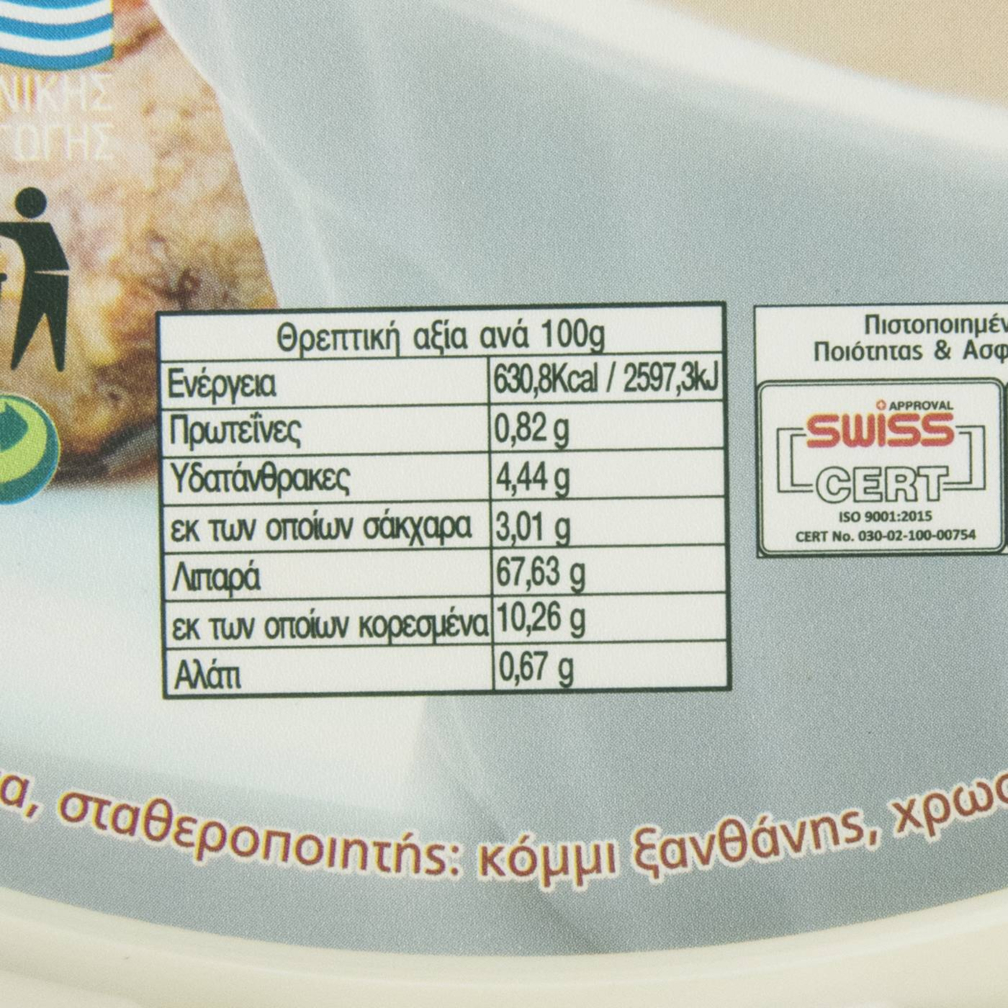 ΝΙΚΗΣ
ΓΩΓΗΣ
Θρεπτική αξία ανά 100g
Ενέργεια 630,8Kcal / 2597,3kJ
Πρωτεΐνες 0,82 g
Υδατάνθρακες 4,44 g
εκ των οποίων σάκχαρα 3,01 g
Λιπαρά 67,63 g
εκ των οποίων κορεσμένα 10,26 g
Αλάτι 0,67 g
Πιστοποιημέν
Ποιότητας & Ασφ
APPROVAL
SWISS
CERT
ISO 9001:2015
CERT No. 030-02-100-00754
α, σταθεροποιητής: κόμμι ξανθάνης, χρωσ